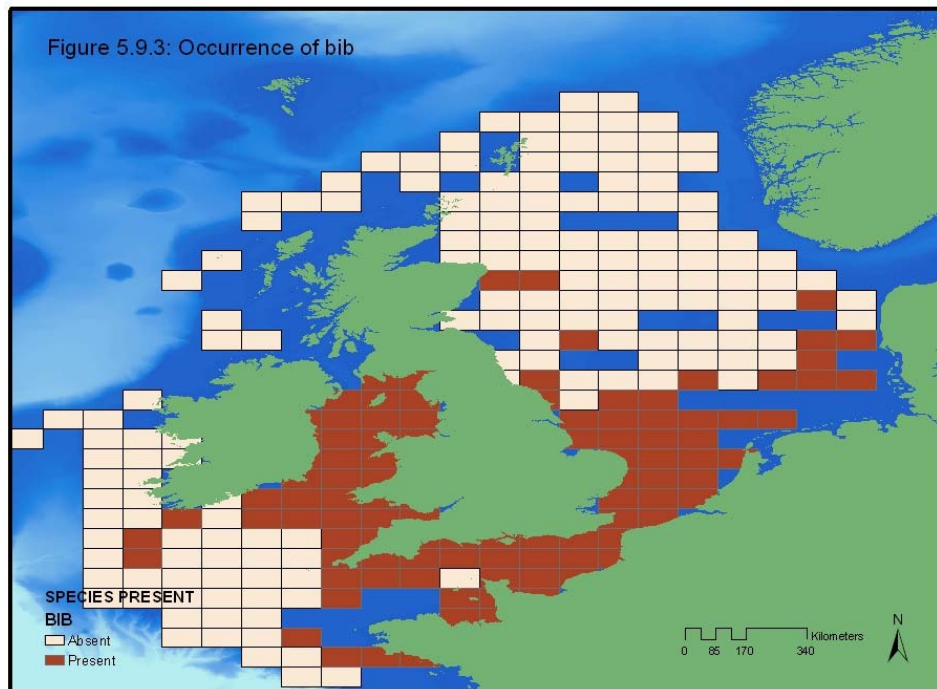 Figure 5.9.3: Occurrence of bib
SPECIES PRESENT
BIB
Absent
Present
0 85 170 340 Kilometers
N